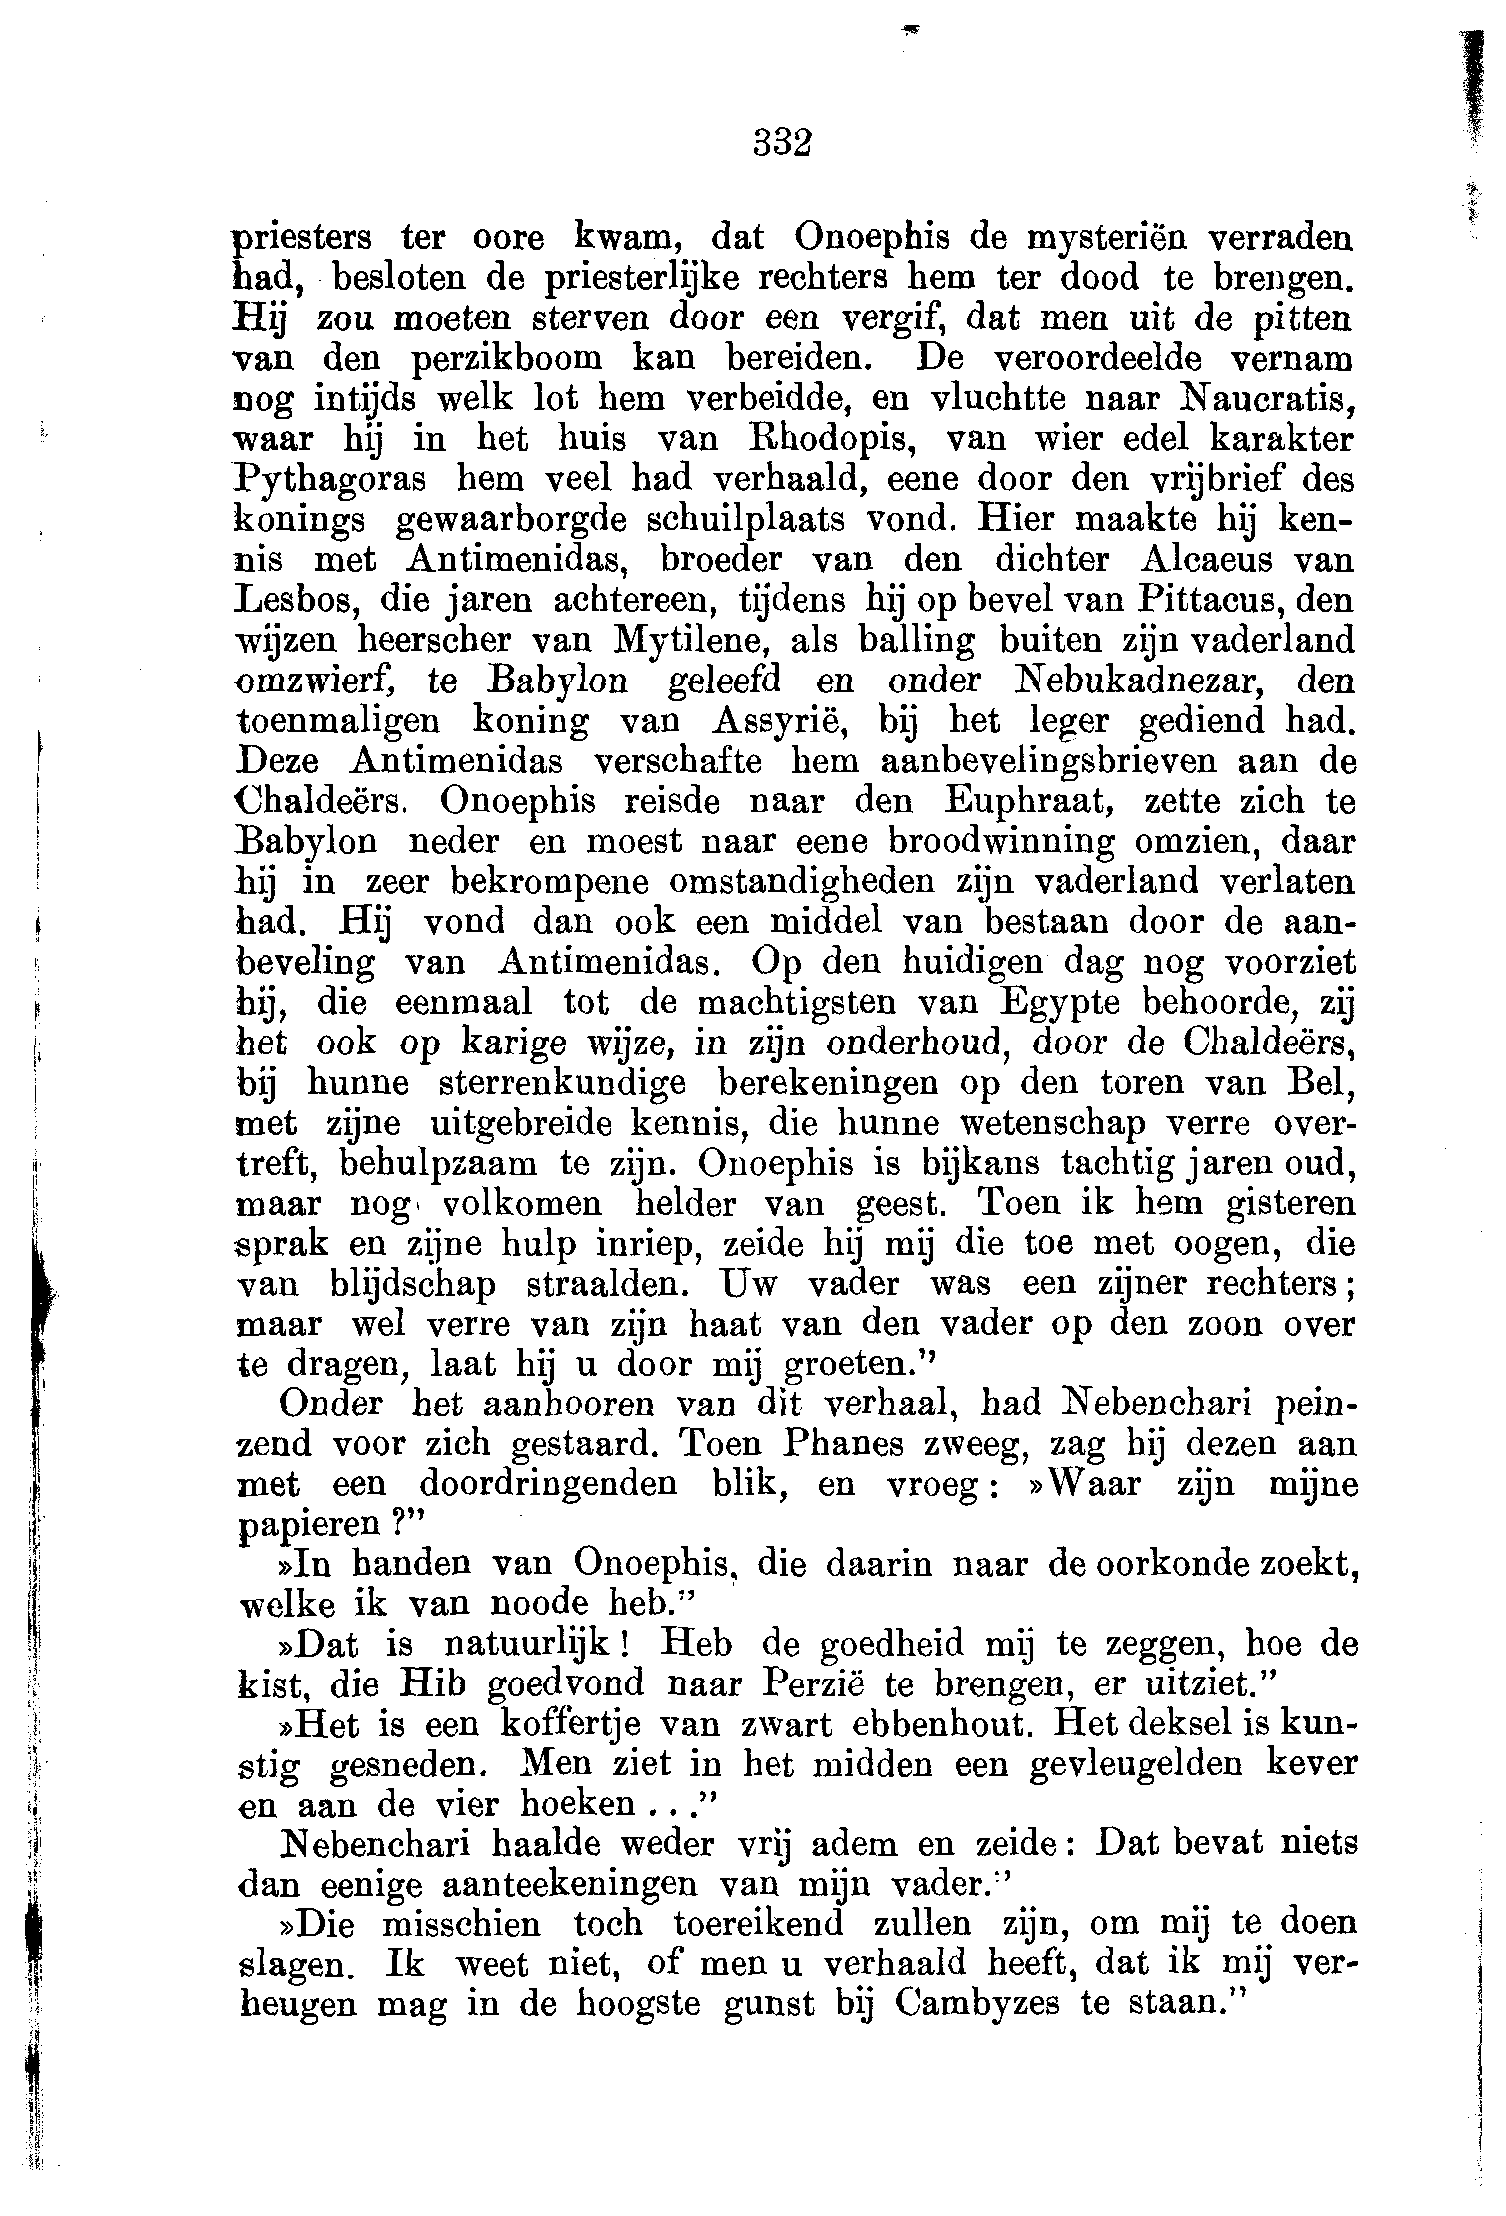 332
priesters ter oore kwam, dat Onoephis de mysteriën verraden
had, besloten de priesterlijke rechters hem ter dood te brengen.
Hij zou moeten sterven door een vergif, dat men uit de pitten
van den perzikboom kan bereiden. De veroordeelde vernam
nog intijds welk lot hem verbeidde, en vluchtte naar Naucratis,
waar hij in het huis van Rhodopis, van wier edel karakter
Pythagoras hem veel had verhaald, eene door den vrijbrief des
konings gewaarborgde schuilplaats vond. Hier maakte hij ken-
nis met Antimenidas, broeder van den dichter Alcaeus van
Lesbos, die jaren achtereen, tijdens hij op bevel van Pittacus, den
wijzen heerscher van Mytilene, als balling buiten zijn vaderland
omzwierf, te Babylon geleefd en onder Nebukadnezar, den
toenmaligen koning van Assyrië, bij het leger gediend had.
Deze Antimenidas verschafte hem aanbevelingsbrieven aan de
Chaldeërs. Onoephis reisde naar den Euphraat, zette zich te
Babylon neder en moest naar eene broodwinning omzien, daar
hij in zeer bekrompene omstandigheden zijn vaderland verlaten
had. Hij vond dan ook een middel van bestaan door de aan-
beveling van Antimenidas. Op den huidigen dag nog voorziet
hij, die eenmaal tot de machtigsten van Egypte behoorde, zij
het ook op karige wijze, in zijn onderhoud, door de Chaldeërs,
bij hunne sterrenkundige berekeningen op den toren van Bel,
met zijne uitgebreide kennis, die hunne wetenschap verre over-
treft, behulpzaam te zijn. Onoephis is bijkans tachtig jaren oud,
maar nog volkomen helder van geest. Toen ik hem gisteren
sprak en zijne hulp inriep, zeide hij mij die toe met oogen, die
van blijdschap straalden. Uw vader was een zijner rechters;
maar wel verre van zijn haat van den vader op den zoon over
te dragen, laat hij u door mij groeten."
Onder het aanhooren van dit verhaal, had Nebenchari pein-
zend voor zich gestaard. Toen Phanes zweeg, zag hij dezen aan
met een doordringenden blik, en vroeg: »Waar zijn mijne
papieren ?"
»In handen van Onoephis, die daarin naar de oorkonde zoekt,
welke ik van noode heb."
»Dat is natuurlijk! Heb de goedheid mij te zeggen, hoe de
kist, die Hib goedvond naar Perzië te brengen, er uitziet."
»Het is een koffertje van zwart ebbenhout. Het deksel is kun-
stig gesneden. Men ziet in het midden een gevleugelden kever
en aan de vier hoeken . . ."
Nebenchari haalde weder vrij adem en zeide: Dat bevat niets
dan eenige aanteekeningen van mijn vader."
»Die misschien toch toereikend zullen zijn, om mij te doen
slagen. Ik weet niet, of men u verhaald heeft, dat ik mij ver-
heugen mag in de hoogste gunst bij Cambyzes te staan."